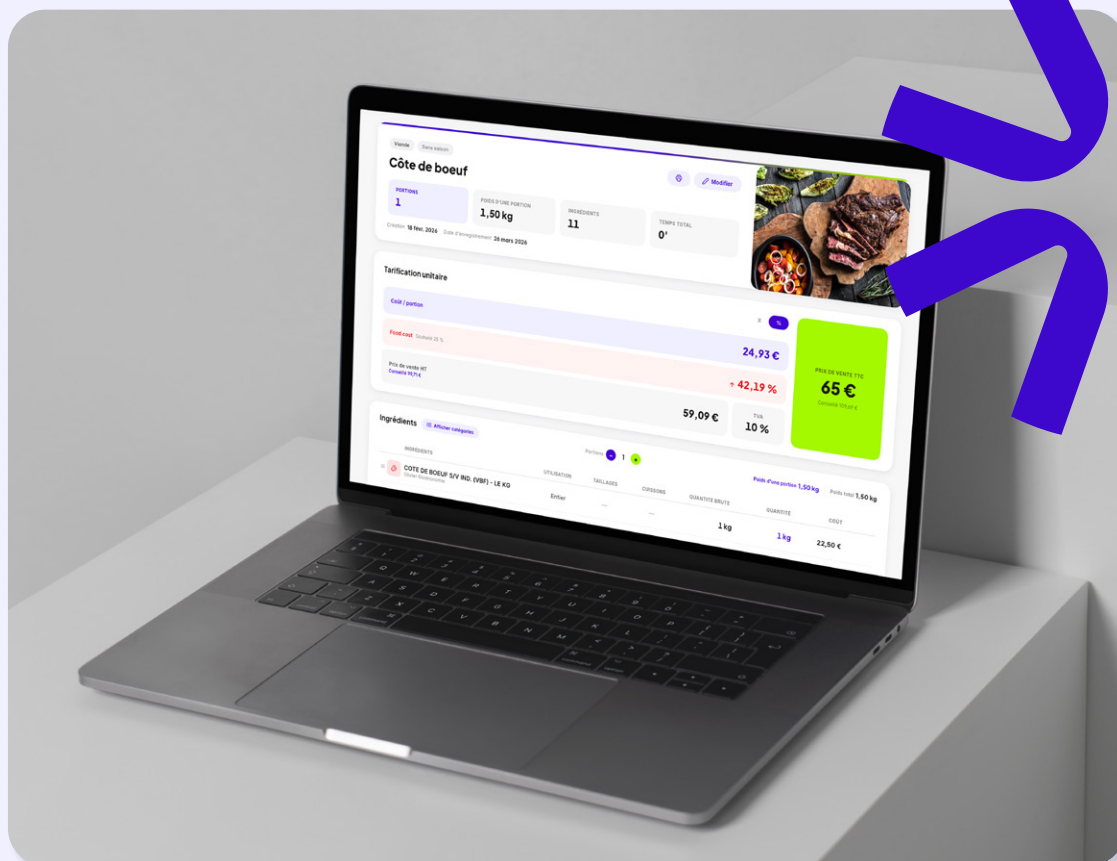 Viande Sans saison
Côte de boeuf
Modifier
PORTIONS
1
POIDS D'UNE PORTION
1,50 kg
INGRÉDIENTS
11
TEMPS TOTAL
0'
Création 18 févr. 2026 Date d'enregistrement 26 mars 2026
Tarification unitaire
%
Coût / portion
24,93 €
Food-cost
↑ 42,19 %
Prix de vente HT
59,09 €
TVA
10 %
PRIX DE VENTE TTC
65 €
Ingrédients
Afficher catégories
Portions − 1 +
Poids d'une portion 1,50 kg Poids total 1,50 kg
INGRÉDIENTS UTILISATION TAILLAGES CUISSONS QUANTITÉ BRUTE QUANTITÉ COÛT
COTE DE BOEUF S/V IND. (VBF) - LE KG
Entier — — 1 kg 1 kg 22,50 €